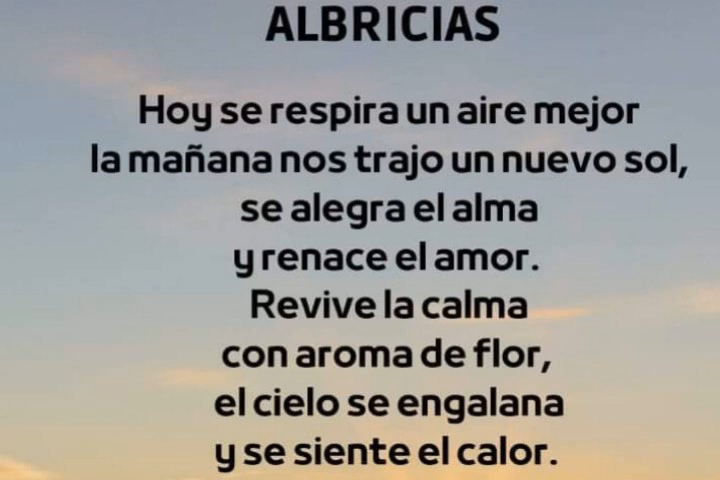 ALBRICIAS
Hoy se respira un aire mejor
la mañana nos trajo un nuevo sol,
se alegra el alma
y renace el amor.
Revive la calma
con aroma de flor,
el cielo se engalana
y se siente el calor.